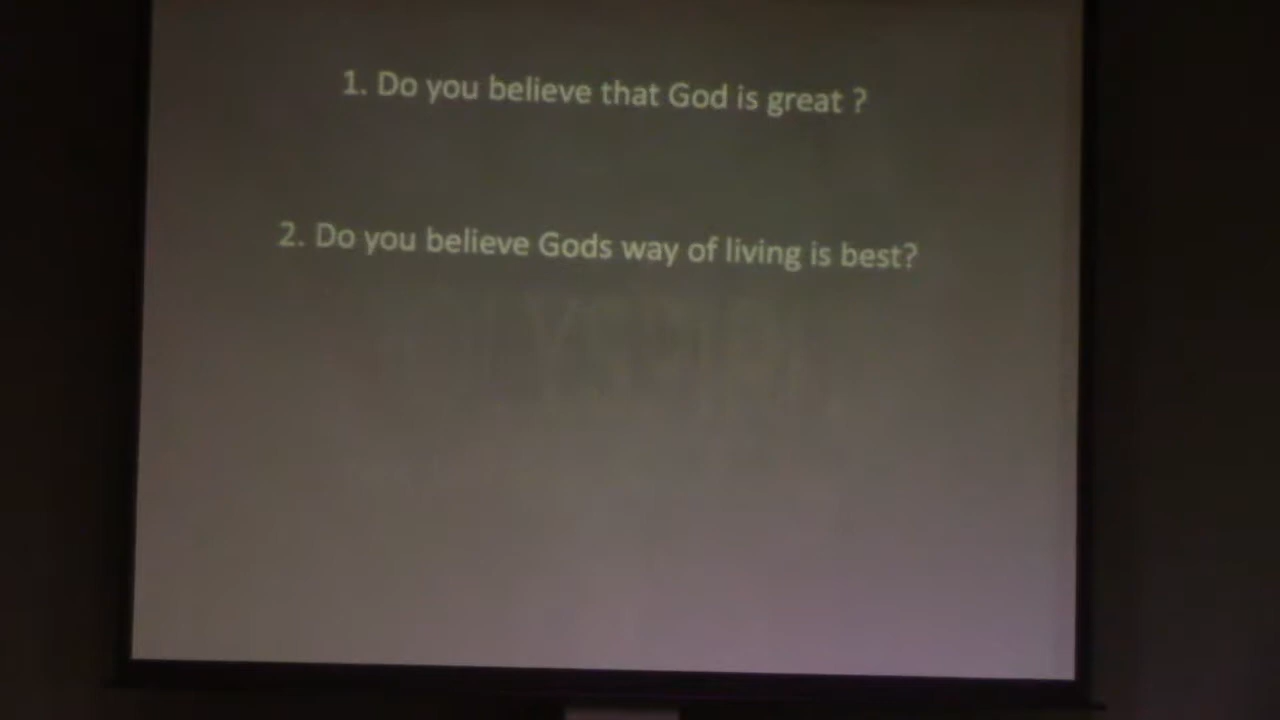 1. Do you believe that God is great ?
2. Do you believe Gods way of living is best?